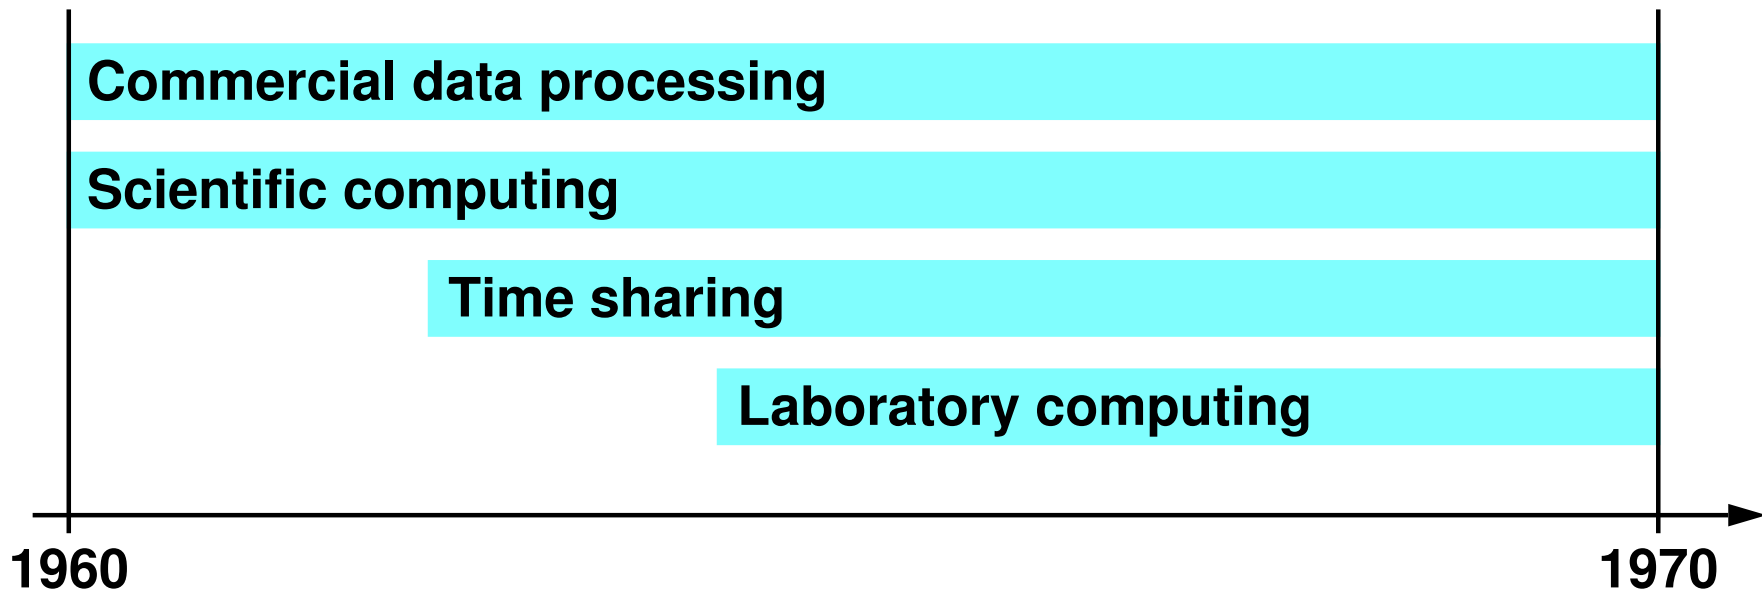 Commercial data processing
Scientific computing
Time sharing
Laboratory computing
1960
1970